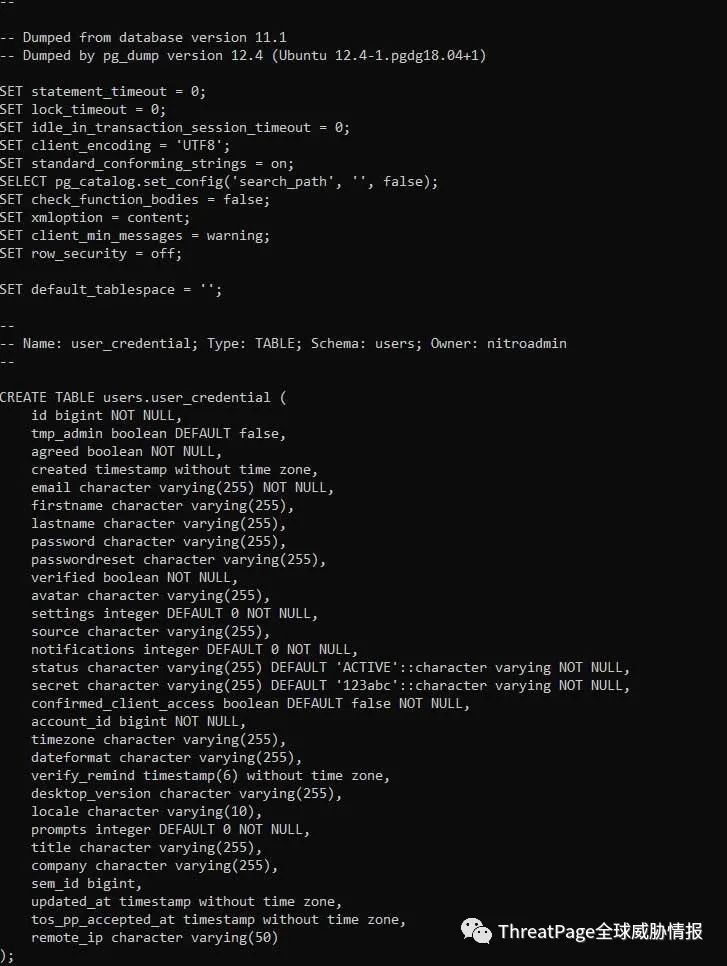 --
-- Dumped from database version 11.1
-- Dumped by pg_dump version 12.4 (Ubuntu 12.4-1.pgdg18.04+1)
SET statement_timeout = 0;
SET lock_timeout = 0;
SET idle_in_transaction_session_timeout = 0;
SET client_encoding = 'UTF8';
SET standard_conforming_strings = on;
SELECT pg_catalog.set_config('search_path', '', false);
SET check_function_bodies = false;
SET xmloption = content;
SET client_min_messages = warning;
SET row_security = off;
SET default_tablespace = '';
--
-- Name: user_credential; Type: TABLE; Schema: users; Owner: nitroadmin
--
CREATE TABLE users.user_credential (
    id bigint NOT NULL,
    tmp_admin boolean DEFAULT false,
    agreed boolean NOT NULL,
    created timestamp without time zone,
    email character varying(255) NOT NULL,
    firstname character varying(255),
    lastname character varying(255),
    password character varying(255),
    passwordreset character varying(255),
    verified boolean NOT NULL,
    avatar character varying(255),
    settings integer DEFAULT 0 NOT NULL,
    source character varying(255),
    notifications integer DEFAULT 0 NOT NULL,
    status character varying(255) DEFAULT 'ACTIVE'::character varying NOT NULL,
    secret character varying(255) DEFAULT '123abc'::character varying NOT NULL,
    confirmed_client_access boolean DEFAULT false NOT NULL,
    account_id bigint NOT NULL,
    timezone character varying(255),
    dateformat character varying(255),
    verify_remind timestamp(6) without time zone,
    desktop_version character varying(255),
    locale character varying(10),
    prompts integer DEFAULT 0 NOT NULL,
    title character varying(255),
    company character varying(255),
    sem_id bigint,
    updated_at timestamp without time zone,
    tos_pp_accepted_at timestamp without time zone,
    remote_ip character varying(50)
);
ThreatPage全球威胁情报